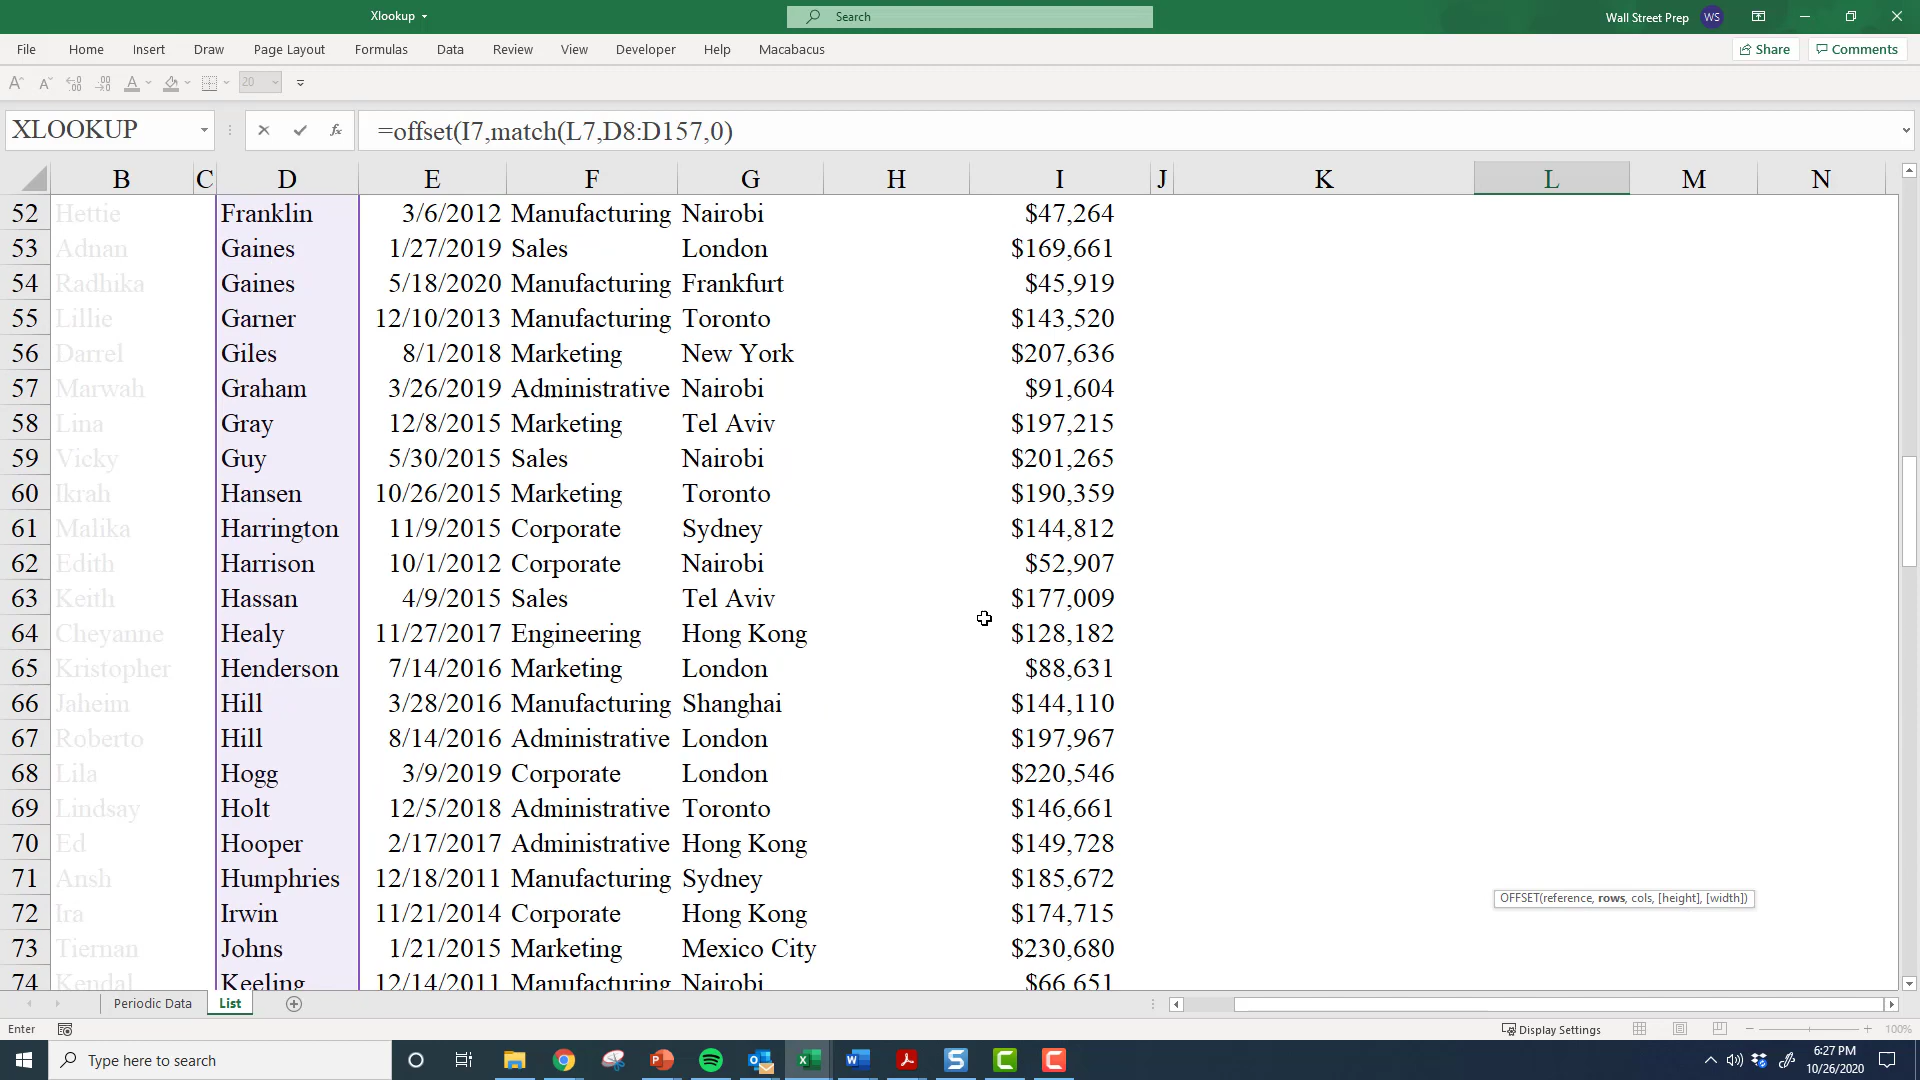 Xlookup
Search
Wall Street Prep WS
File Home Insert Draw Page Layout Formulas Data Review View Developer Help Macabacus
Share Comments
20
XLOOKUP =offset(I7,match(L7,D8:D157,0)
B C D E F G H I J K L M N
52 Hettie Franklin 3/6/2012 Manufacturing Nairobi $47,264
53 Adnan Gaines 1/27/2019 Sales London $169,661
54 Radhika Gaines 5/18/2020 Manufacturing Frankfurt $45,919
55 Lillie Garner 12/10/2013 Manufacturing Toronto $143,520
56 Darrel Giles 8/1/2018 Marketing New York $207,636
57 Marwah Graham 3/26/2019 Administrative Nairobi $91,604
58 Lina Gray 12/8/2015 Marketing Tel Aviv $197,215
59 Vicky Guy 5/30/2015 Sales Nairobi $201,265
60 Ikrah Hansen 10/26/2015 Marketing Toronto $190,359
61 Malika Harrington 11/9/2015 Corporate Sydney $144,812
62 Edith Harrison 10/1/2012 Corporate Nairobi $52,907
63 Keith Hassan 4/9/2015 Sales Tel Aviv $177,009
64 Cheyanne Healy 11/27/2017 Engineering Hong Kong $128,182
65 Kristopher Henderson 7/14/2016 Marketing London $88,631
66 Jaheim Hill 3/28/2016 Manufacturing Shanghai $144,110
67 Roberto Hill 8/14/2016 Administrative London $197,967
68 Lila Hogg 3/9/2019 Corporate London $220,546
69 Lindsay Holt 12/5/2018 Administrative Toronto $146,661
70 Ed Hooper 2/17/2017 Administrative Hong Kong $149,728
71 Ansh Humphries 12/18/2011 Manufacturing Sydney $185,672
OFFSET(reference, rows, cols, [height], [width])
72 Ira Irwin 11/21/2014 Corporate Hong Kong $174,715
73 Tiernan Johns 1/21/2015 Marketing Mexico City $230,680
74 Kendal Keeling 12/14/2011 Manufacturing Nairobi $66,651
Periodic Data List
Enter Display Settings 100%
Type here to search
6:27 PM
10/26/2020